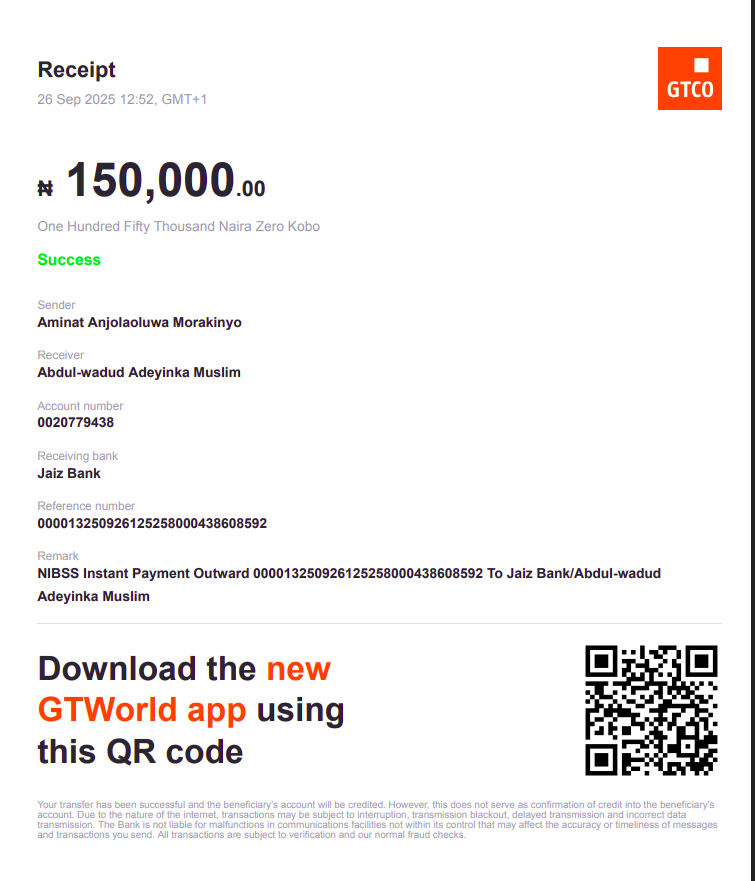 Receipt
GTCO
26 Sep 2025 12:52, GMT+1
₦ 150,000.00
One Hundred Fifty Thousand Naira Zero Kobo
Success
Sender
Aminat Anjolaoluwa Morakinyo
Receiver
Abdul-wadud Adeyinka Muslim
Account number
0020779438
Receiving bank
Jaiz Bank
Reference number
000013250926125258000438608592
Remark
NIBSS Instant Payment Outward 000013250926125258000438608592 To Jaiz Bank/Abdul-wadud
Adeyinka Muslim
Download the new
GTWorld app using
this QR code
Your transfer has been successful and the beneficiary's account will be credited. However, this does not serve as confirmation of credit into the beneficiary's
account. Due to the nature of the internet, transactions may be subject to interruption, transmission blackout, delayed transmission and incorrect data
transmission. The Bank is not liable for malfunctions in communications facilities not within its control that may affect the accuracy or timeliness of messages
and transactions you send. All transactions are subject to verification and our normal fraud checks.